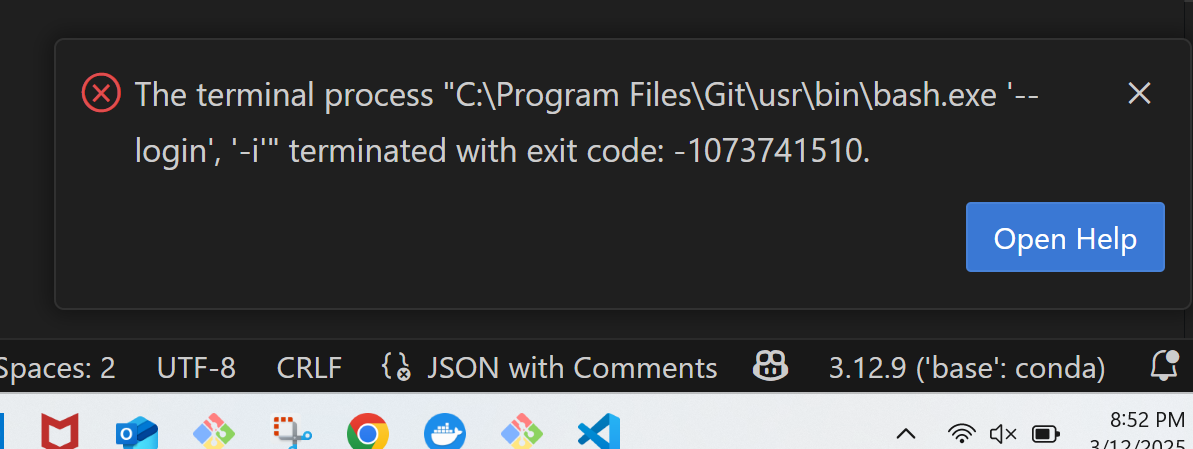 The terminal process "C:\Program Files\Git\usr\bin\bash.exe '--
login', '-i'" terminated with exit code: -1073741510.
Open Help
Spaces: 2 UTF-8 CRLF JSON with Comments 3.12.9 ('base': conda)
8:52 PM
3/12/2025